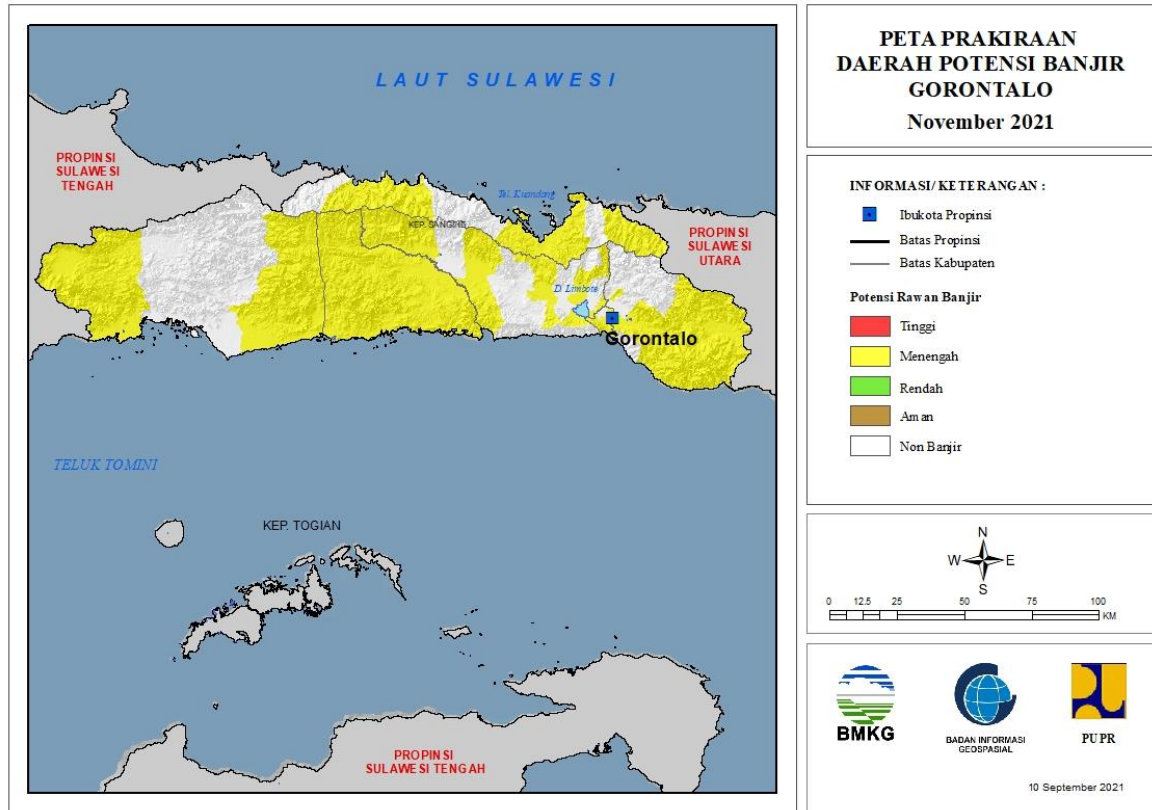 LAUT SULAWESI
PROPINSI
SULAWESI
TENGAH
Tel. Kuandang
KEP. SANGIHE
PROPINSI
SULAWESI
UTARA
D. Limboto
Gorontalo
TELUK TOMINI
KEP. TOGIAN
PROPINSI
SULAWESI TENGAH
PETA PRAKIRAAN
DAERAH POTENSI BANJIR
GORONTALO
November 2021
INFORMASI/ KETERANGAN :
Ibukota Propinsi
Batas Propinsi
Batas Kabupaten
Potensi Rawan Banjir
Tinggi
Menengah
Rendah
Aman
Non Banjir
N
W E
S
0 12.5 25 50 75 100
KM
BMKG
BADAN INFORMASI
GEOSPASIAL
PUPR
10 September 2021